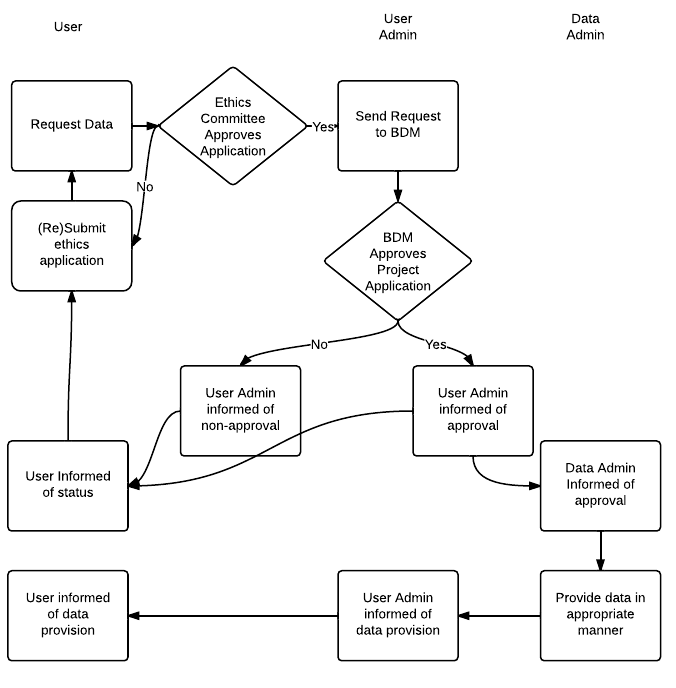 User
User
Admin
Data
Admin
Request Data
Ethics
Committee
Approves
Application
Yes
Send Request
to BDM
No
(Re)Submit
ethics
application
BDM
Approves
Project
Application
No
Yes
User Admin
informed of
non-approval
User Admin
informed of
approval
User Informed
of status
Data Admin
Informed of
approval
User informed
of data
provision
User Admin
informed of
data provision
Provide data in
appropriate
manner